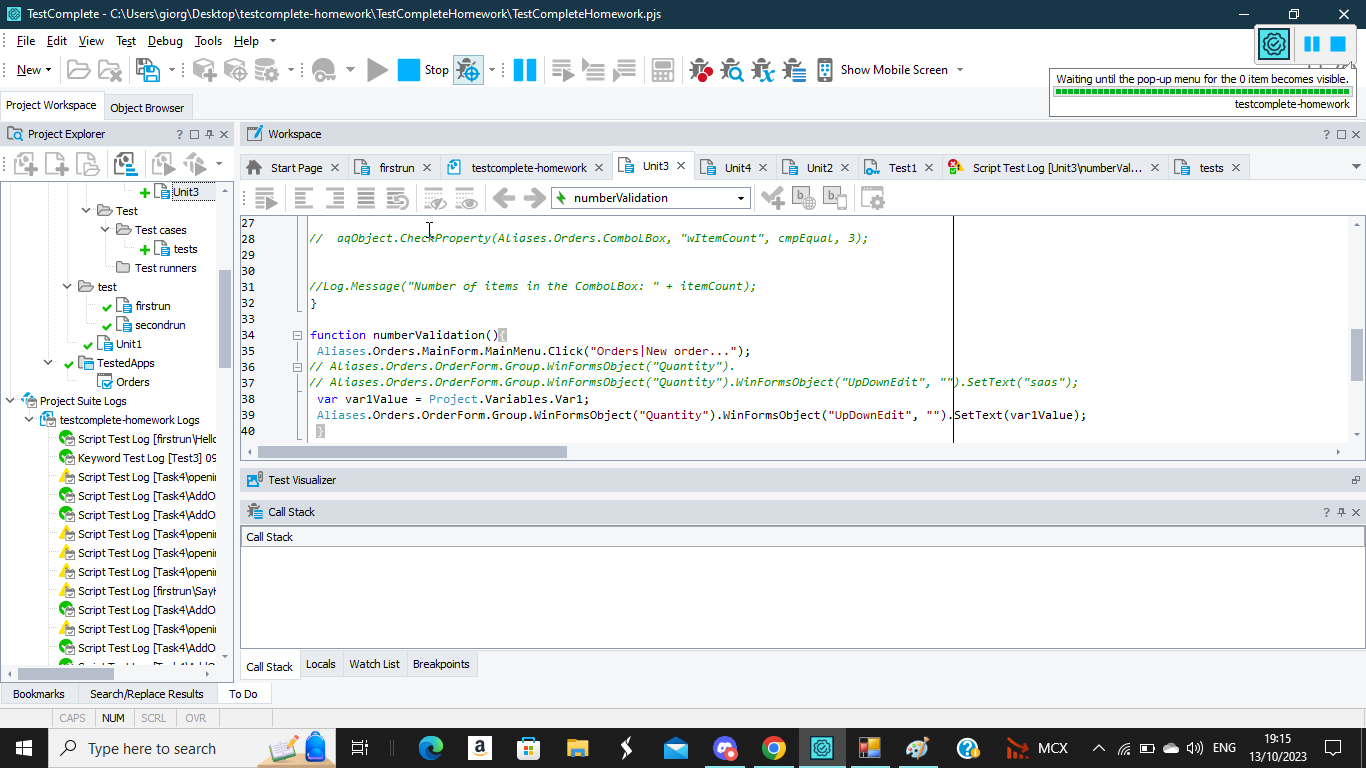 TestComplete - C:\Users\giorg\Desktop\testcomplete-homework\TestCompleteHomework\TestCompleteHomework.pjs
File Edit View Test Debug Tools Help
New Stop Show Mobile Screen
Waiting until the pop-up menu for the 0 item becomes visible.
testcomplete-homework
Project Workspace Object Browser
Project Explorer
Workspace
Start Page firstrun testcomplete-homework Unit3 Unit4 Unit2 Test1 Script Test Log [Unit3\numberVal... tests
numberValidation
Unit3
Test
Test cases
tests
Test runners
test
firstrun
secondrun
Unit1
TestedApps
Orders
Project Suite Logs
testcomplete-homework Logs
Script Test Log [firstrun\Hello
Keyword Test Log [Test3] 09
Script Test Log [Task4\openin
Script Test Log [Task4\AddO
Script Test Log [Task4\AddO
Script Test Log [Task4\openin
Script Test Log [Task4\openin
Script Test Log [Task4\openin
Script Test Log [firstrun\SayH
Script Test Log [Task4\AddO
Script Test Log [Task4\openin
Script Test Log [Task4\AddO
27
28 // aqObject.CheckProperty(Aliases.Orders.ComboLBox, "wItemCount", cmpEqual, 3);
29
30
31 //Log.Message("Number of items in the ComboLBox: " + itemCount);
32 }
33
34 function numberValidation(){
35 Aliases.Orders.MainForm.MainMenu.Click("Orders|New order...");
36 // Aliases.Orders.OrderForm.Group.WinFormsObject("Quantity").
37 // Aliases.Orders.OrderForm.Group.WinFormsObject("Quantity").WinFormsObject("UpDownEdit", "").SetText("saas");
38 var var1Value = Project.Variables.Var1;
39 Aliases.Orders.OrderForm.Group.WinFormsObject("Quantity").WinFormsObject("UpDownEdit", "").SetText(var1Value);
40 }
Test Visualizer
Call Stack
Call Stack
Call Stack Locals Watch List Breakpoints
Bookmarks Search/Replace Results To Do
CAPS NUM SCRL OVR
Type here to search
MCX
ENG
19:15
13/10/2023